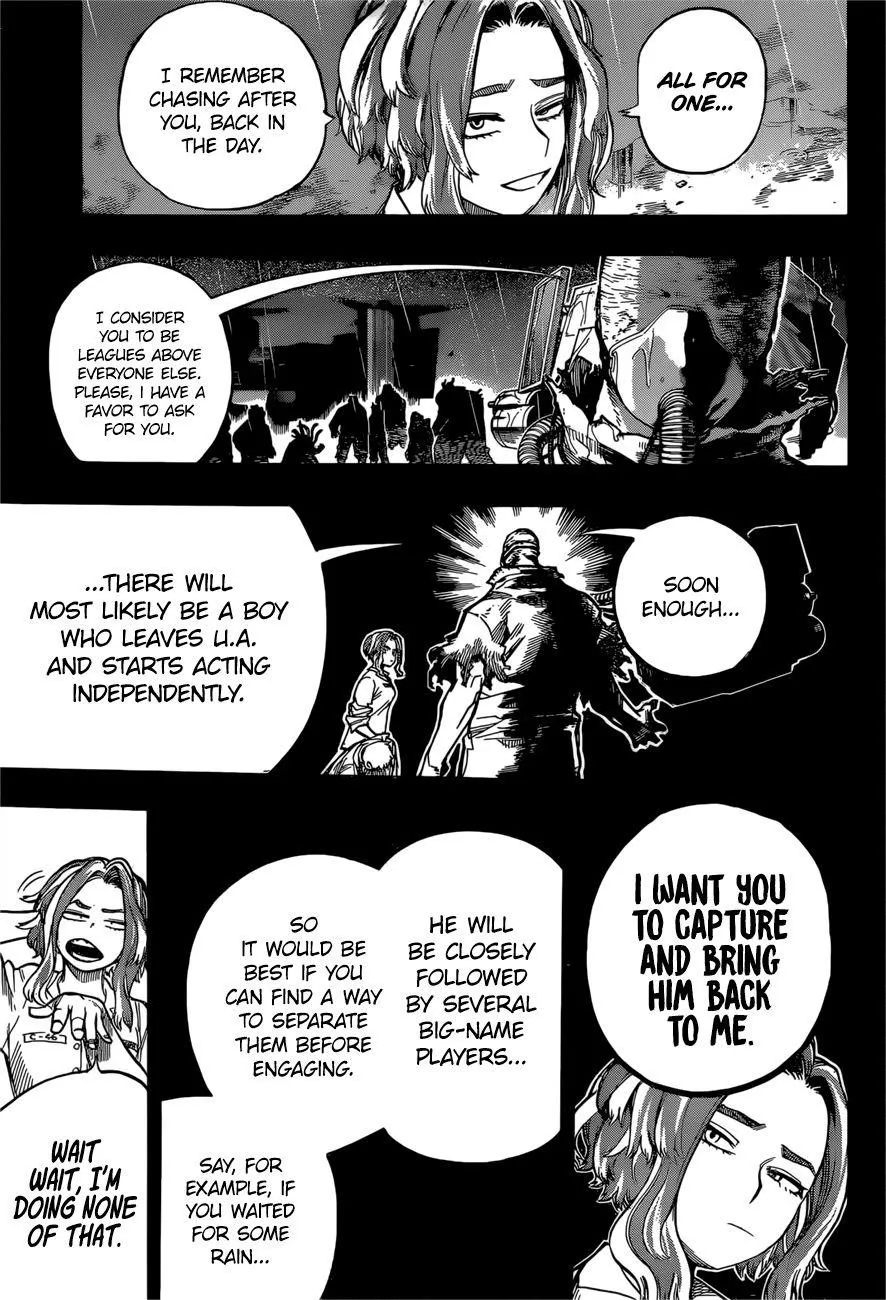 ALL FOR
ONE...
I REMEMBER
CHASING AFTER
YOU, BACK IN
THE DAY.
I CONSIDER
YOU TO BE
LEAGUES ABOVE
EVERYONE ELSE.
PLEASE, I HAVE A
FAVOR TO ASK
FOR YOU.
SOON
ENOUGH...
...THERE WILL
MOST LIKELY BE A BOY
WHO LEAVES U.A.
AND STARTS ACTING
INDEPENDENTLY.
I WANT YOU
TO CAPTURE
AND BRING
HIM BACK
TO ME.
HE WILL
BE CLOSELY
FOLLOWED
BY SEVERAL
BIG-NAME
PLAYERS...
SO
IT WOULD BE
BEST IF YOU
CAN FIND A WAY
TO SEPARATE
THEM BEFORE
ENGAGING.
SAY, FOR
EXAMPLE, IF
YOU WAITED
FOR SOME
RAIN...
WAIT
WAIT, I'M
DOING NONE
OF THAT.